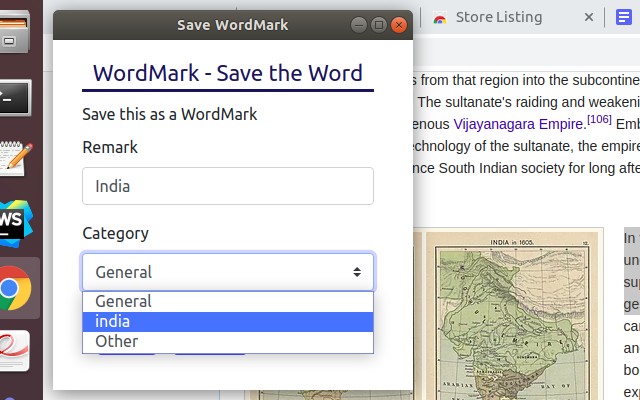 Save WordMark
Store Listing
WordMark - Save the Word
Save this as a WordMark
Remark
India
Category
General
General
india
Other
s from that region into the subcontine
The sultanate's raiding and weakeni
enous Vijayanagara Empire.[106] Emb
echnology of the sultanate, the empire
nce South Indian society for long afte
INDIA in 1605.
12.
In
un
su
ge
ca
an
bo
exp